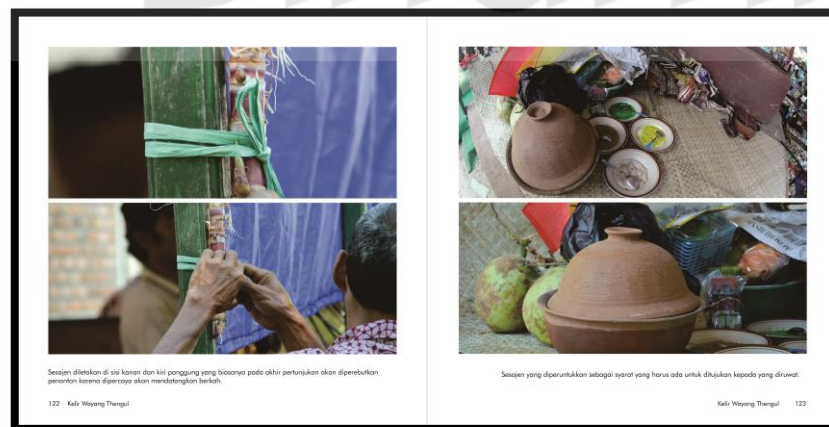 Sesajen diletakan di sisi kanan dan kiri panggung yang biasanya pada akhir pertunjukan akan diperebutkan
penonton karena dipercaya akan mendatangkan berkah.
122 Kelir Wayang Thengul
Sesajen yang diperuntukkan sebagai syarat yang harus ada untuk ditujukan kepada yang diruwat.
Kelir Wayang Thengul 123